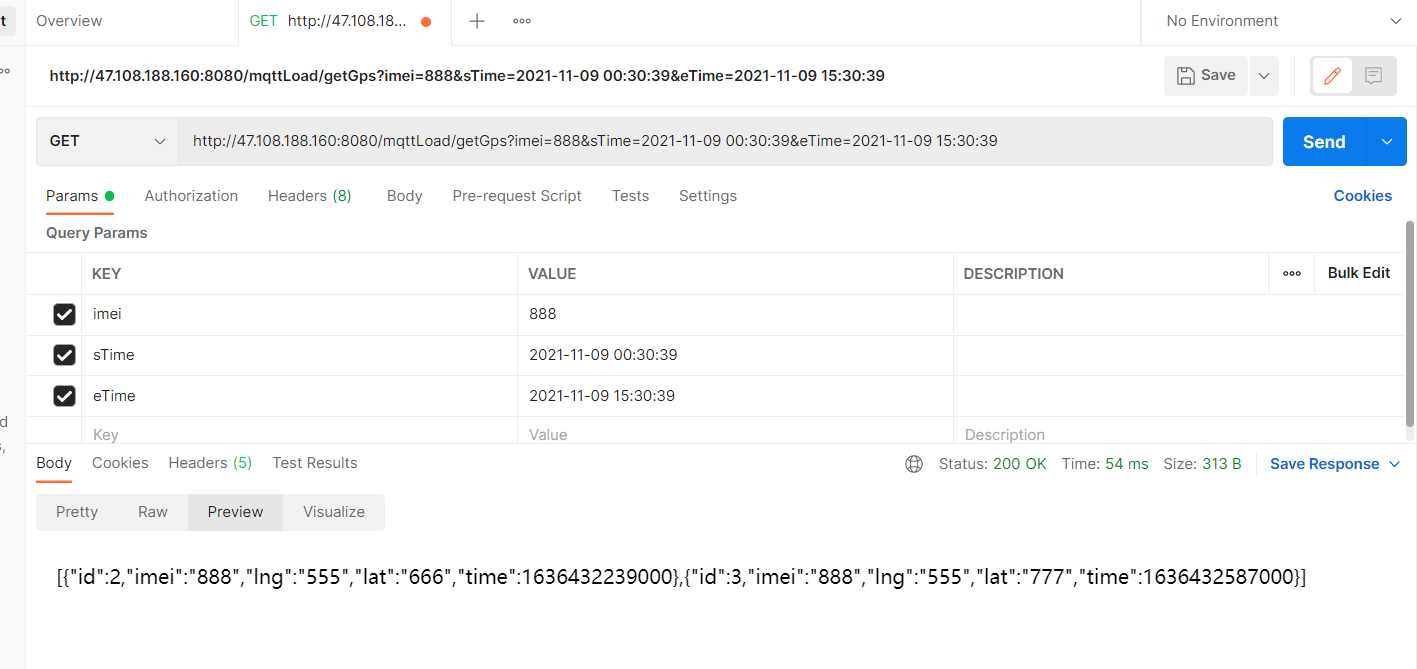 t Overview GET http://47.108.18... No Environment
http://47.108.188.160:8080/mqttLoad/getGps?imei=888&sTime=2021-11-09 00:30:39&eTime=2021-11-09 15:30:39 Save
GET http://47.108.188.160:8080/mqttLoad/getGps?imei=888&sTime=2021-11-09 00:30:39&eTime=2021-11-09 15:30:39 Send
Params Authorization Headers (8) Body Pre-request Script Tests Settings Cookies
Query Params
KEY VALUE DESCRIPTION Bulk Edit
imei 888
sTime 2021-11-09 00:30:39
eTime 2021-11-09 15:30:39
d
Key Value Description
s,
Body Cookies Headers (5) Test Results Status: 200 OK Time: 54 ms Size: 313 B Save Response
Pretty Raw Preview Visualize
[{"id":2,"imei":"888","lng":"555","lat":"666","time":1636432239000},{"id":3,"imei":"888","lng":"555","lat":"777","time":1636432587000}]